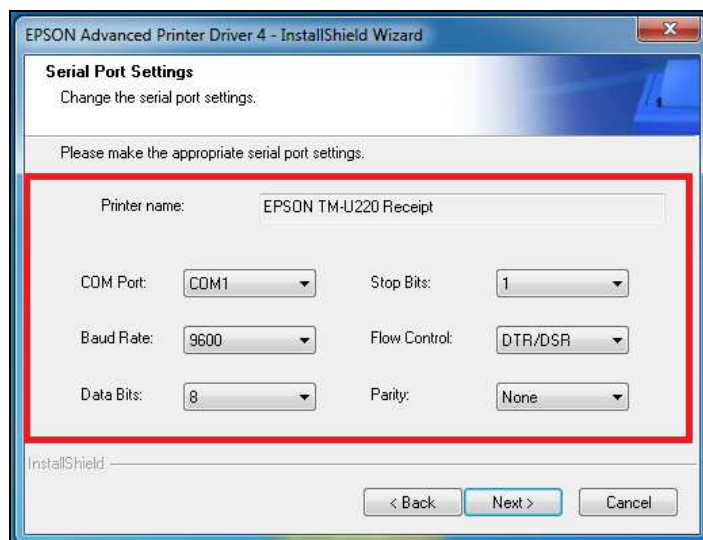 EPSON Advanced Printer Driver 4 - InstallShield Wizard
Serial Port Settings
Change the serial port settings.
Please make the appropriate serial port settings.
Printer name: EPSON TM-U220 Receipt
COM Port: COM1 Stop Bits: 1
Baud Rate: 9600 Flow Control: DTR/DSR
Data Bits: 8 Parity: None
InstallShield
< Back Next > Cancel